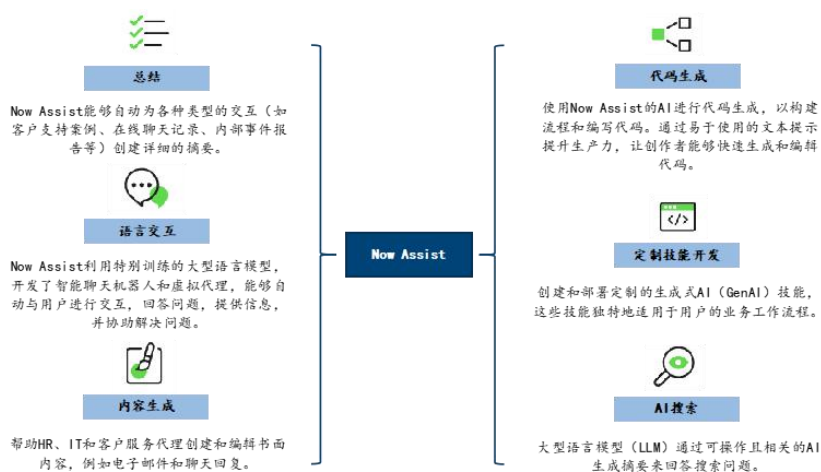 总结
Now Assist能够自动为各种类型的交互（如
客户支持案例、在线聊天记录、内部事件报
告等）创建详细的摘要。
语言交互
Now Assist利用特别训练的大型语言模型，
开发了智能聊天机器人和虚拟代理，能够自
动与用户进行交互，回答问题，提供信息，
并协助解决问题。
内容生成
帮助HR、IT和客户服务代理创建和编辑书面
内容，例如电子邮件和聊天回复。
Now Assist
代码生成
使用Now Assist的AI进行代码生成，以构建
流程和编写代码。通过易于使用的文本提示
提升生产力，让创作者能够快速生成和编辑
代码。
</>
定制技能开发
创建和部署定制的生成式AI（GenAI）技能，
这些技能独特地适用于用户的业务工作流程。
AI搜索
大型语言模型（LLM）通过可操作且相关的AI
生成摘要来回答搜索问题。